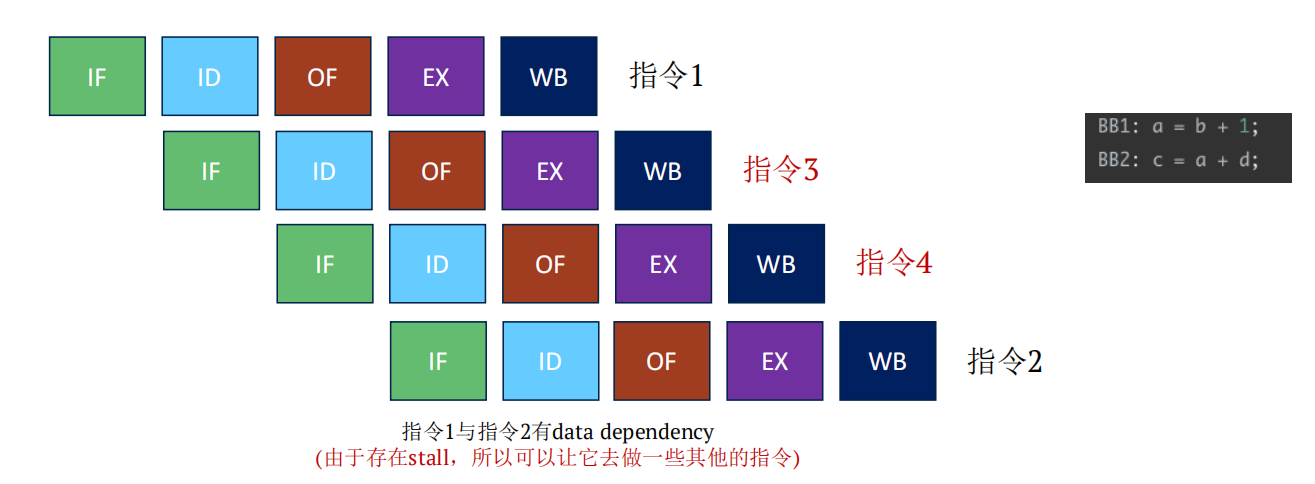 IF ID OF EX WB 指令1
BB1: a = b + 1;
IF ID OF EX WB 指令3
BB2: c = a + d;
IF ID OF EX WB 指令4
IF ID OF EX WB 指令2
指令1与指令2有data dependency
(由于存在stall，所以可以让它去做一些其他的指令)